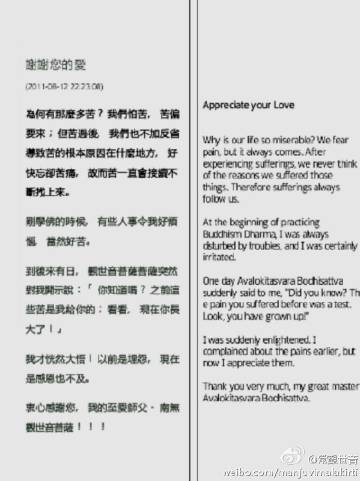 謝謝您的愛
(2011-08-12 22:23:08)
為何有那麼多苦？我們怕苦，苦偏
要來；但苦過後，我們也不加反省
導致苦的根本原因在什麼地方，好
快忘卻苦痛，故而苦一直會接續不
斷找上來。
剛學佛的時候，有些人事令我好煩
惱，當然好苦。
到後來有日，觀世音菩薩菩薩突然
對我開示說：「你知道嗎？之前這
些苦是我給你的；看看，現在你長
大了！」
我才恍然大悟！以前是埋怨，現在
是感恩也不及。
衷心感謝您，我的至愛師父－南無
觀世音菩薩！！！
Appreciate your Love
Why is our life so miserable? We fear
pain, but it always comes. After
experiencing sufferings, we never think
of the reasons we suffered those
things. Therefore sufferings always
follow us.
At the beginning of practicing
Buddhism Dharma, I was always
disturbed by troubles, and I was certainly
irritated.
One day Avalokitasvara Bodhisattva
suddenly said to me, "Did you know? Th
e pain you suffered before was a test.
Look, you have grown up!"
I was suddenly enlightened. I
complained about the pains earlier, but
now I appreciate them.
Thank you very much, my great master
Avalokitasvara Bodhisattva.
@常觀世音
weibo.com/manjuvimalakirti